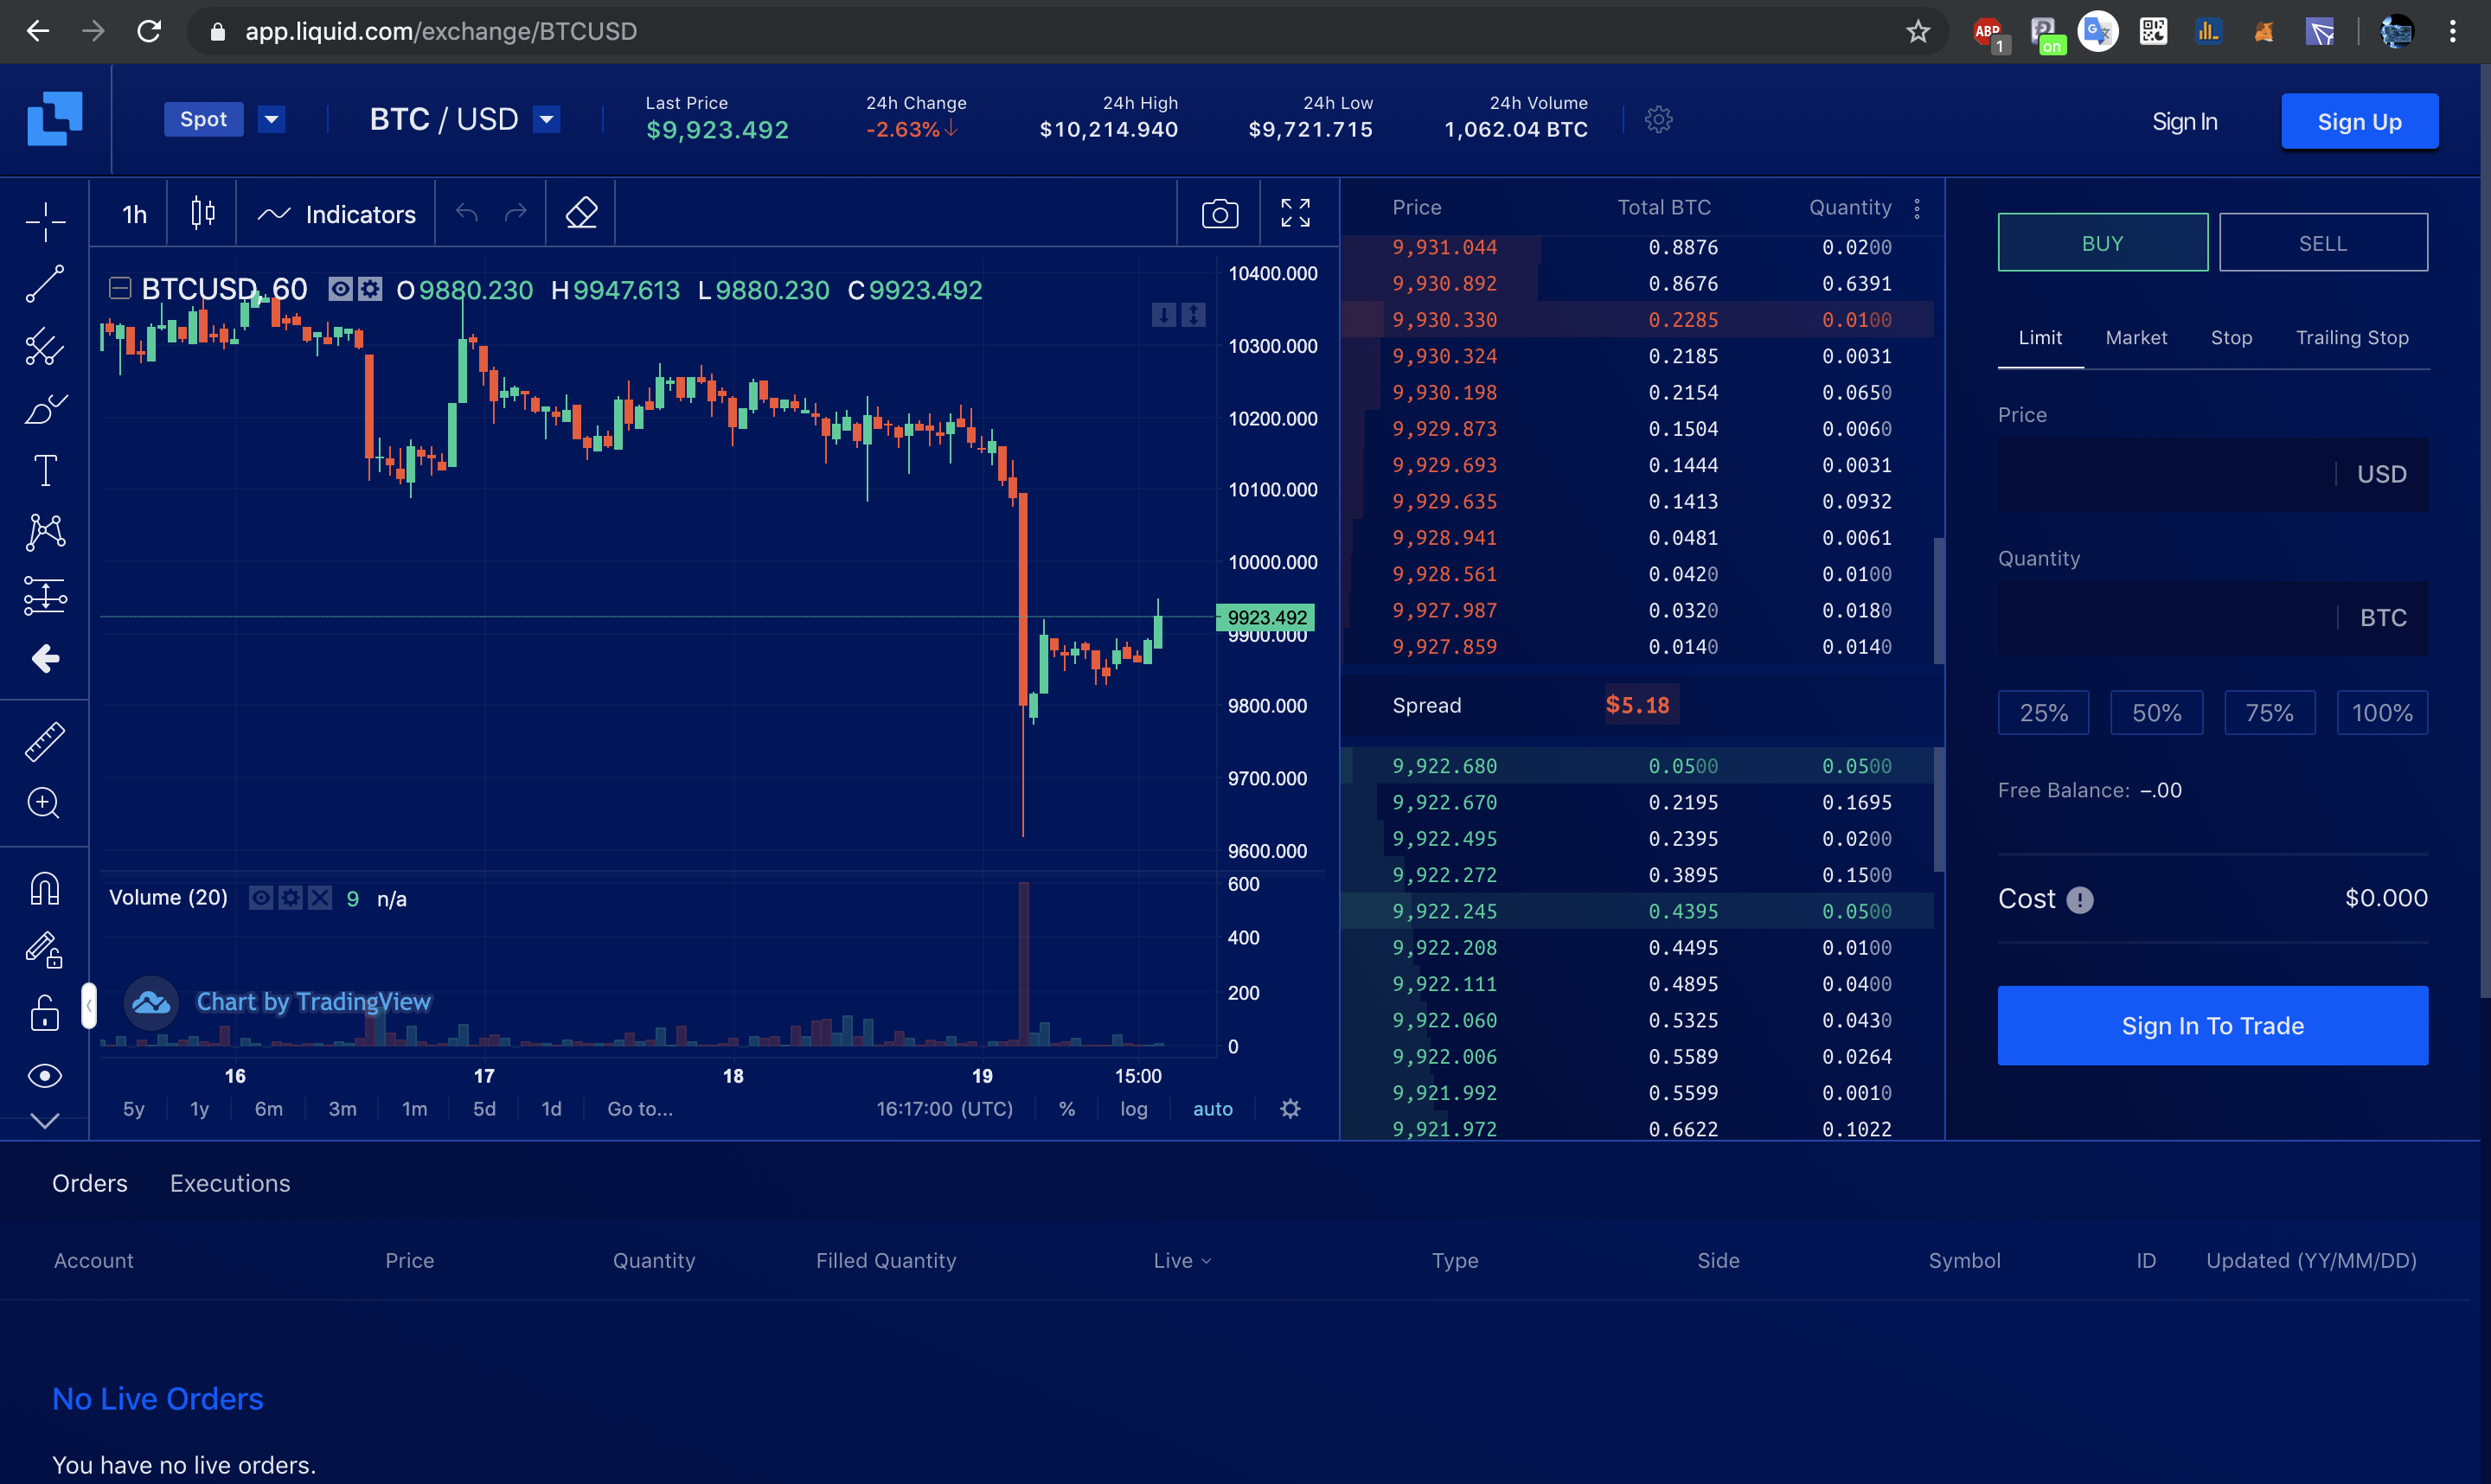 app.liquid.com/exchange/BTCUSD
ABP
1
on
Spot
BTC / USD
Last Price
$9,923.492
24h Change
-2.63%↓
24h High
$10,214.940
24h Low
$9,721.715
24h Volume
1,062.04 BTC
Sign In
Sign Up
1h
Indicators
BTCUSD, 60
O9880.230 H9947.613 L9880.230 C9923.492
10400.000
10300.000
10200.000
10100.000
10000.000
9923.492
9900.000
9800.000
9700.000
9600.000
Volume (20)
9 n/a
600
400
200
0
Chart by TradingView
16 17 18 19 15:00
5y 1y 6m 3m 1m 5d 1d Go to...
16:17:00 (UTC) % log auto
Price Total BTC Quantity
9,931.044 0.8876 0.0200
9,930.892 0.8676 0.6391
9,930.330 0.2285 0.0100
9,930.324 0.2185 0.0031
9,930.198 0.2154 0.0650
9,929.873 0.1504 0.0060
9,929.693 0.1444 0.0031
9,929.635 0.1413 0.0932
9,928.941 0.0481 0.0061
9,928.561 0.0420 0.0100
9,927.987 0.0320 0.0180
9,927.859 0.0140 0.0140
Spread $5.18
9,922.680 0.0500 0.0500
9,922.670 0.2195 0.1695
9,922.495 0.2395 0.0200
9,922.272 0.3895 0.1500
9,922.245 0.4395 0.0500
9,922.208 0.4495 0.0100
9,922.111 0.4895 0.0400
9,922.060 0.5325 0.0430
9,922.006 0.5589 0.0264
9,921.992 0.5599 0.0010
9,921.972 0.6622 0.1022
BUY
SELL
Limit Market Stop Trailing Stop
Price
USD
Quantity
BTC
25% 50% 75% 100%
Free Balance: –.00
Cost $0.000
Sign In To Trade
Orders Executions
Account Price Quantity Filled Quantity Live Type Side Symbol ID Updated (YY/MM/DD)
No Live Orders
You have no live orders.